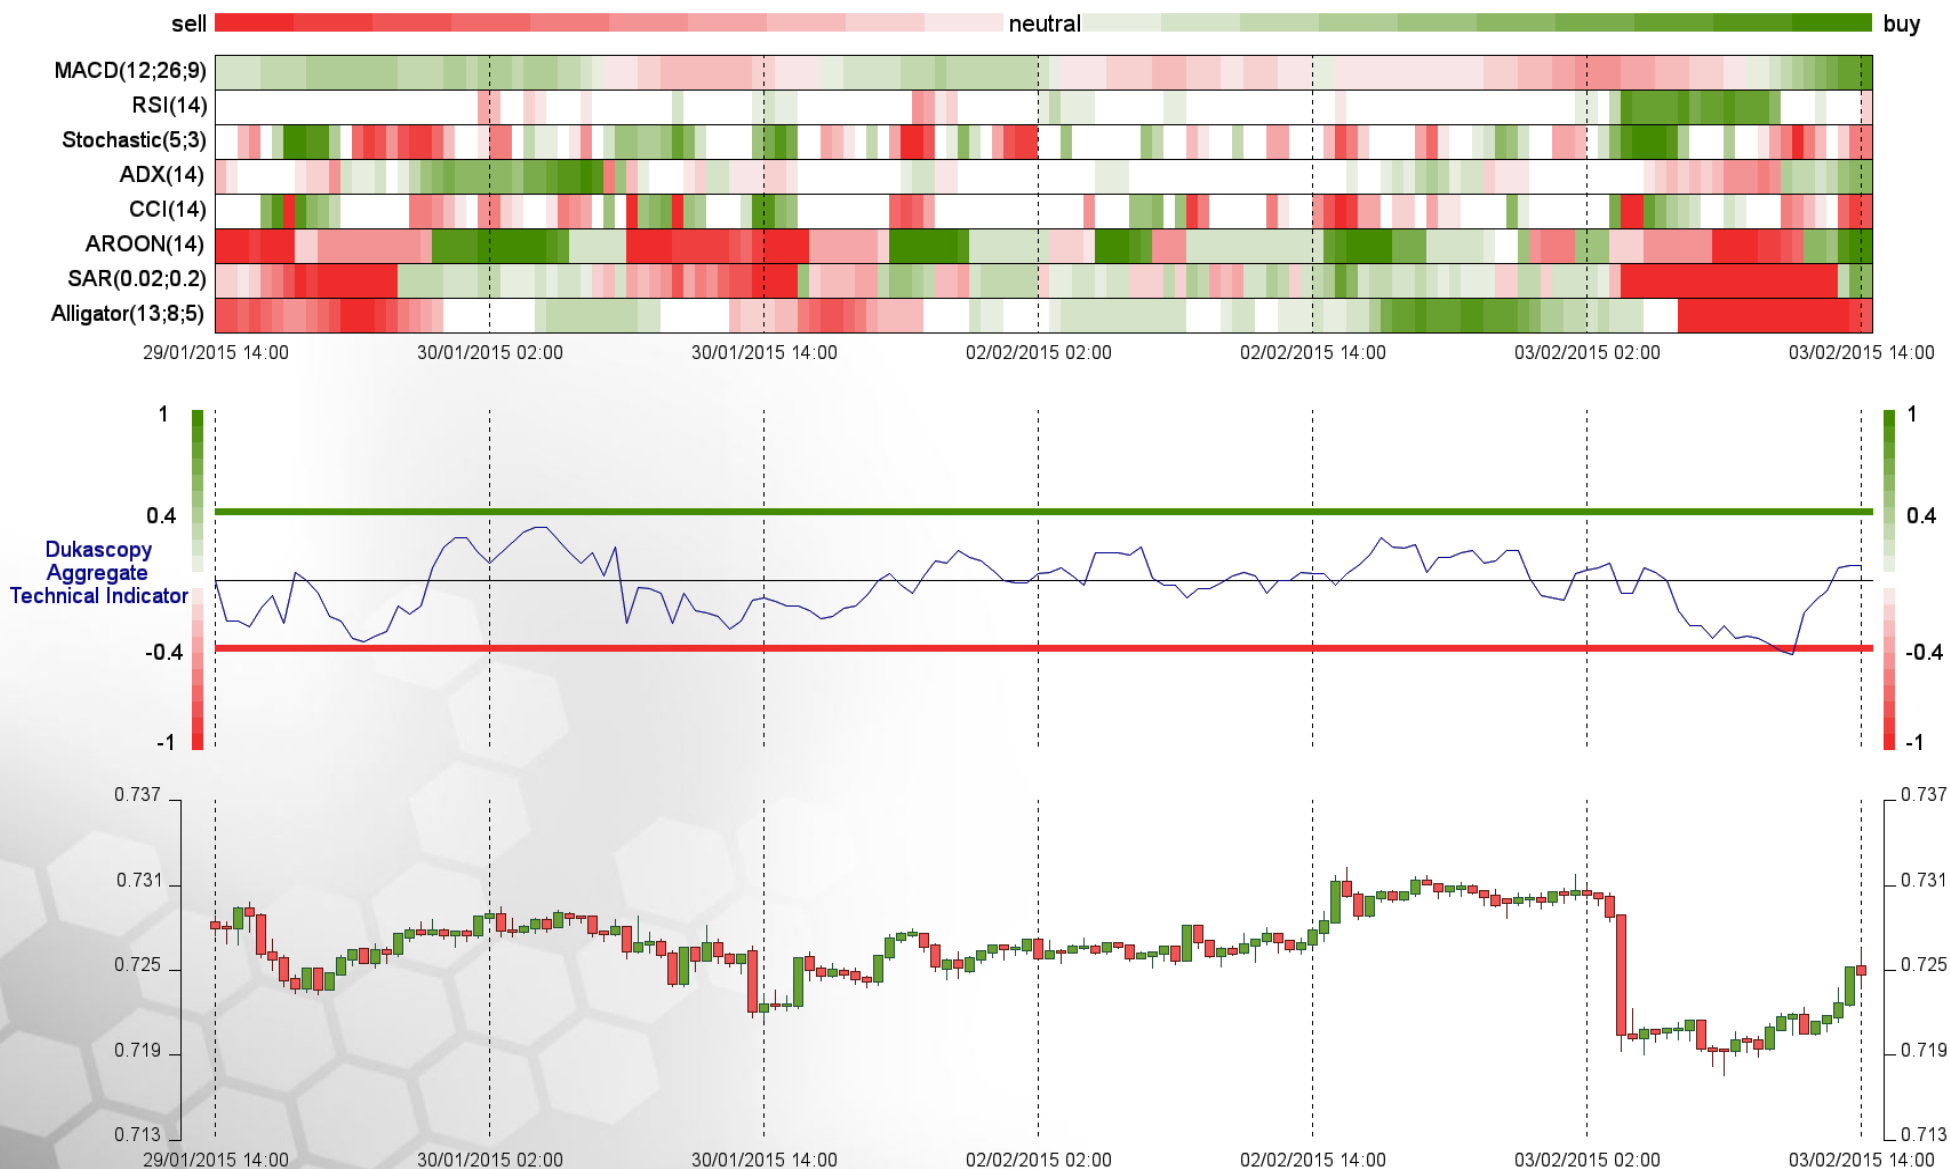 sell neutral buy
MACD(12;26;9)
RSI(14)
Stochastic(5;3)
ADX(14)
CCI(14)
AROON(14)
SAR(0.02;0.2)
Alligator(13;8;5)
29/01/2015 14:00 30/01/2015 02:00 30/01/2015 14:00 02/02/2015 02:00 02/02/2015 14:00 03/02/2015 02:00 03/02/2015 14:00
1 1
0.4 0.4
Dukascopy
Aggregate
Technical Indicator
-0.4 -0.4
-1 -1
0.737 0.737
0.731 0.731
0.725 0.725
0.719 0.719
0.713 0.713
29/01/2015 14:00 30/01/2015 02:00 30/01/2015 14:00 02/02/2015 02:00 02/02/2015 14:00 03/02/2015 02:00 03/02/2015 14:00